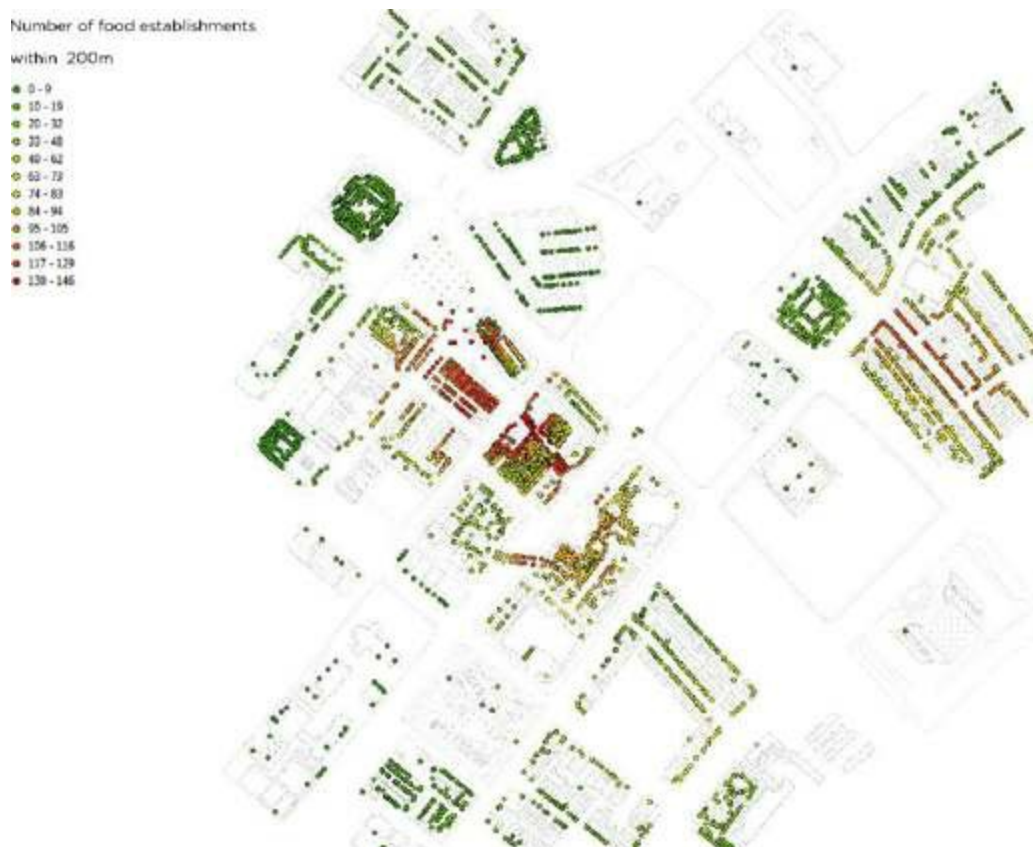 Number of food establishments
within 200m
0 - 9
10 - 19
20 - 32
33 - 48
49 - 62
63 - 73
74 - 83
84 - 94
95 - 105
106 - 116
117 - 129
130 - 146